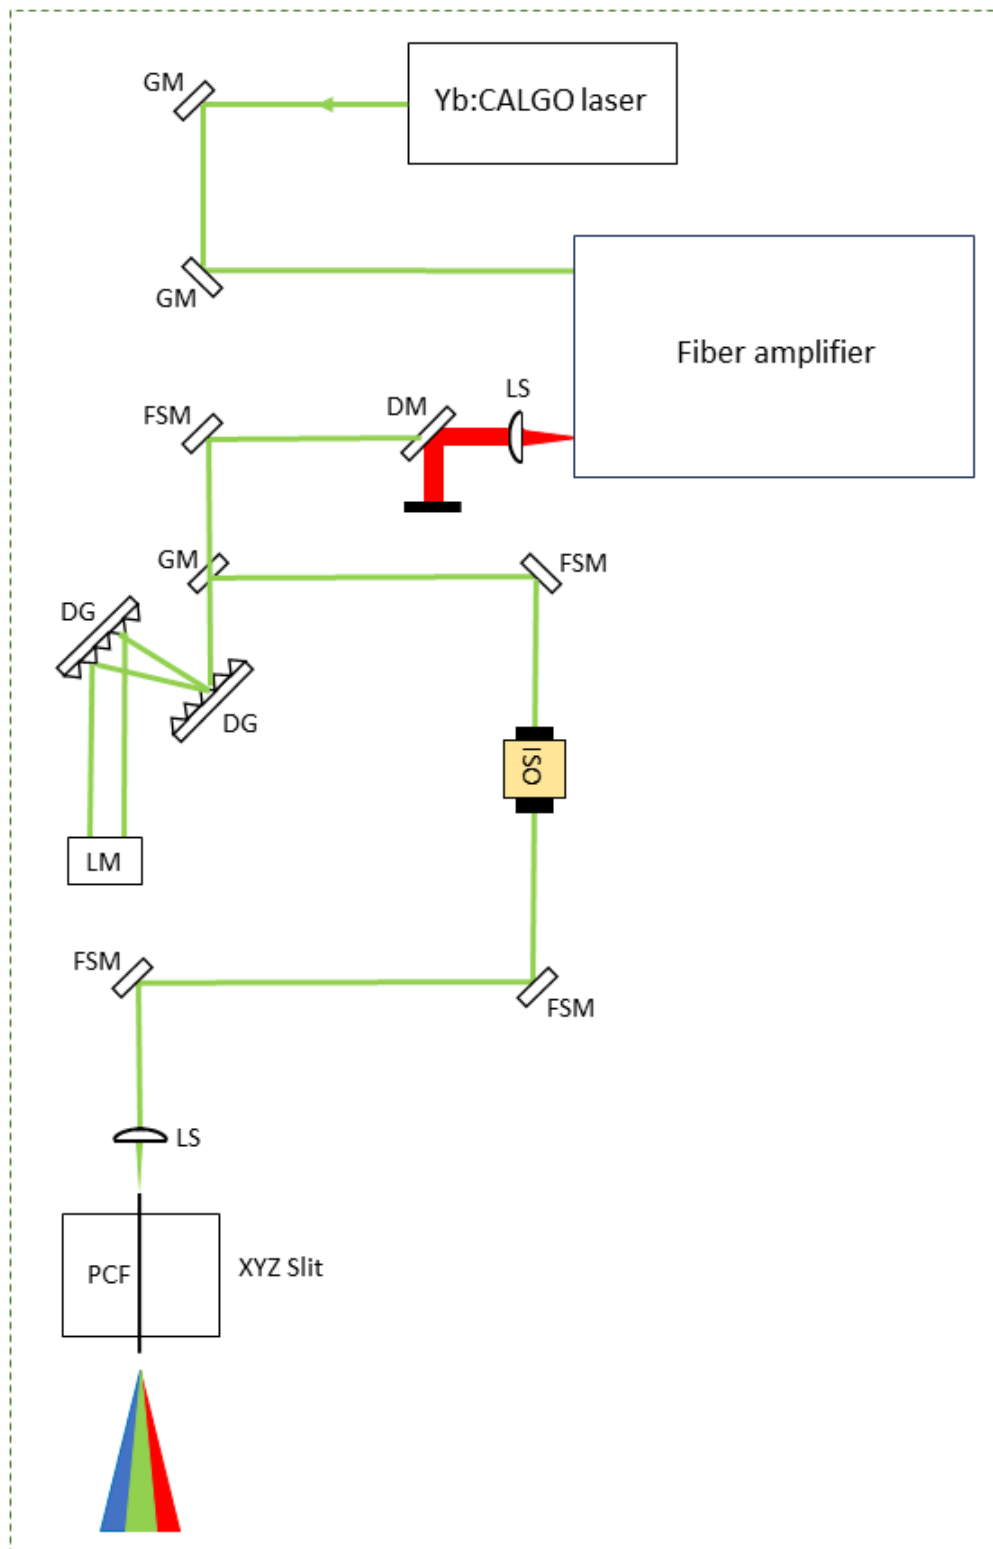 GM
Yb:CALGO laser
GM
Fiber amplifier
LS
DM
FSM
GM
FSM
DG
DG
ISO
LM
FSM
FSM
LS
PCF
XYZ Slit